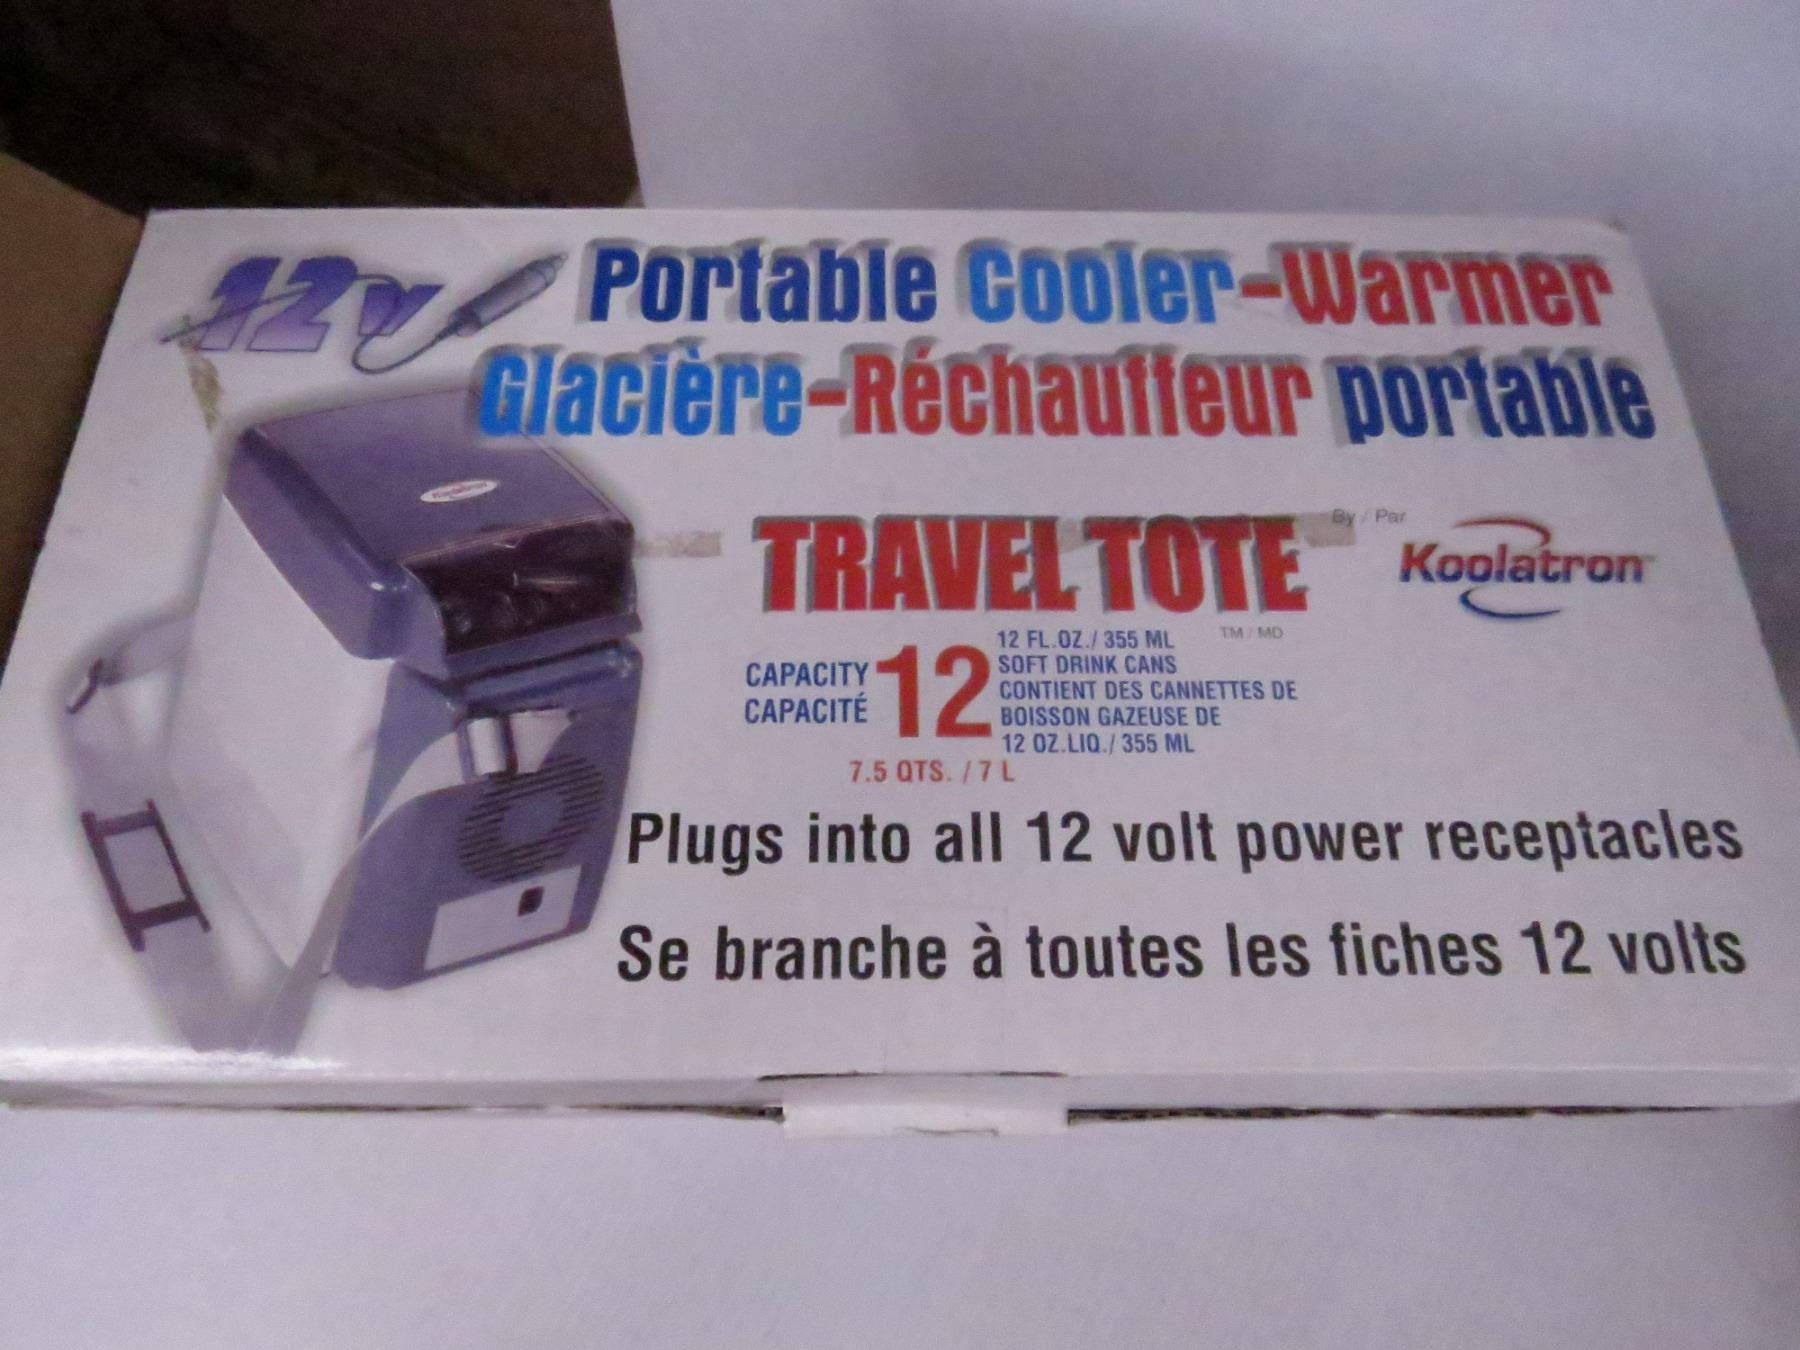 12v
Portable Cooler-Warmer
Glacière-Réchauffeur portable
Koolatron
TRAVEL TOTE
TM / MD
By / Par
Koolatron™
CAPACITY
CAPACITÉ
12
12 FL.OZ./ 355 ML
SOFT DRINK CANS
CONTIENT DES CANNETTES DE
BOISSON GAZEUSE DE
12 OZ.LIQ./ 355 ML
7.5 QTS. / 7 L
Plugs into all 12 volt power receptacles
Se branche à toutes les fiches 12 volts